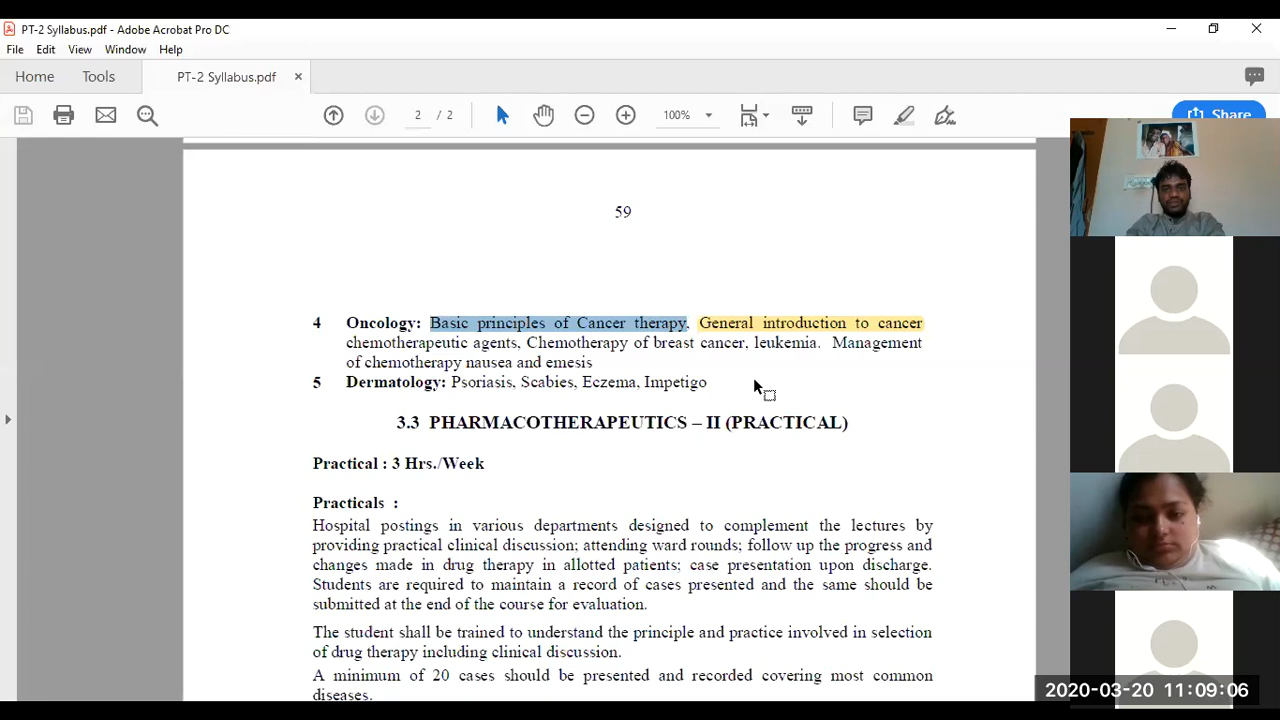 PT-2 Syllabus.pdf - Adobe Acrobat Pro DC
File Edit View Window Help
Home Tools PT-2 Syllabus.pdf ×
2 / 2 100%
Share
59
4 Oncology: Basic principles of Cancer therapy, General introduction to cancer
chemotherapeutic agents, Chemotherapy of breast cancer, leukemia. Management
of chemotherapy nausea and emesis
5 Dermatology: Psoriasis, Scabies, Eczema, Impetigo
3.3 PHARMACOTHERAPEUTICS – II (PRACTICAL)
Practical : 3 Hrs./Week
Practicals :
Hospital postings in various departments designed to complement the lectures by
providing practical clinical discussion; attending ward rounds; follow up the progress and
changes made in drug therapy in allotted patients; case presentation upon discharge.
Students are required to maintain a record of cases presented and the same should be
submitted at the end of the course for evaluation.
The student shall be trained to understand the principle and practice involved in selection
of drug therapy including clinical discussion.
A minimum of 20 cases should be presented and recorded covering most common
diseases.
2020-03-20 11:09:06